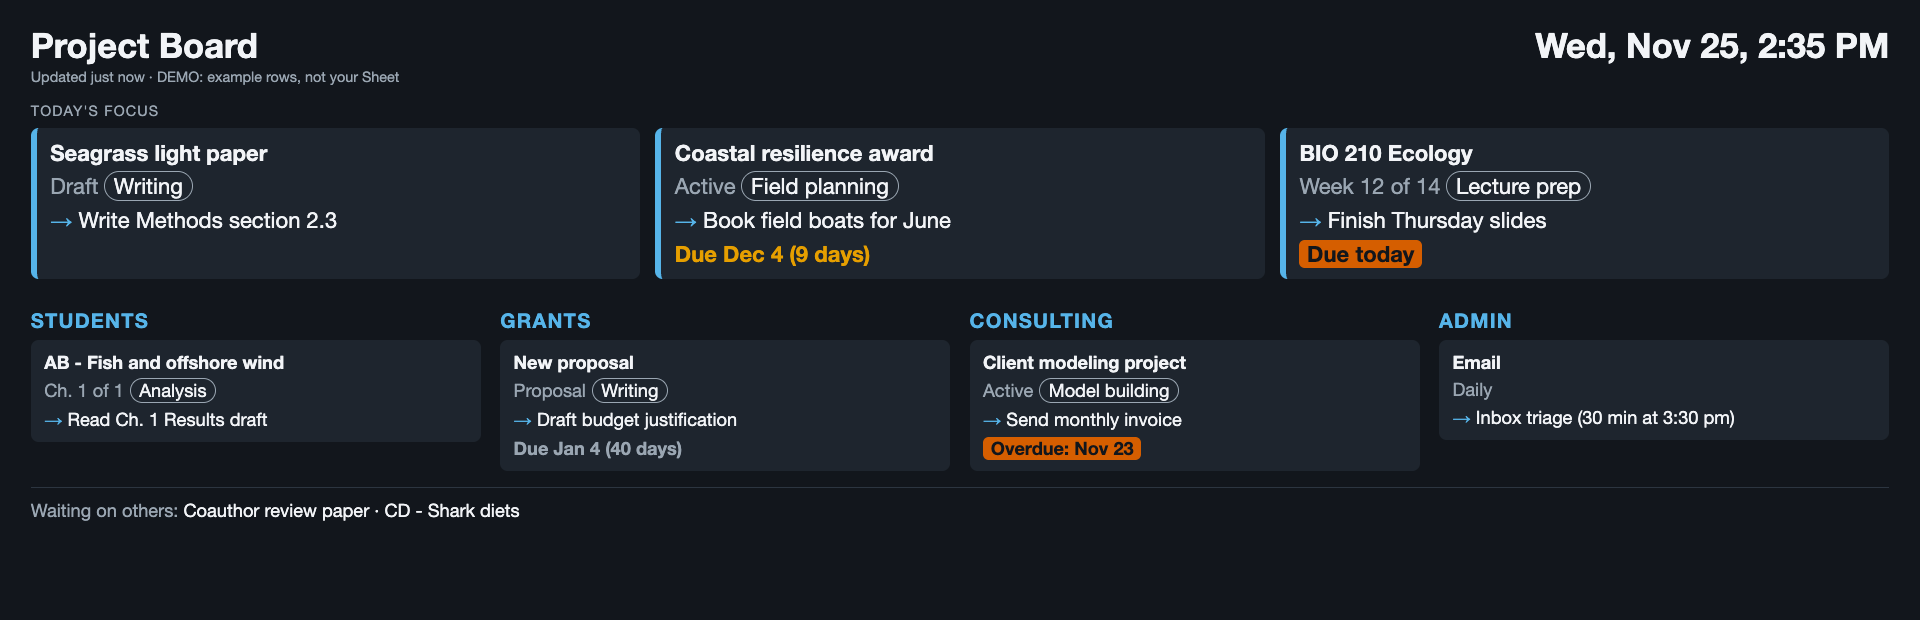 Project Board
Wed, Nov 25, 2:35 PM
Updated just now · DEMO: example rows, not your Sheet
TODAY'S FOCUS
Seagrass light paper
Draft Writing
→ Write Methods section 2.3
Coastal resilience award
Active Field planning
→ Book field boats for June
Due Dec 4 (9 days)
BIO 210 Ecology
Week 12 of 14 Lecture prep
→ Finish Thursday slides
Due today
STUDENTS
AB - Fish and offshore wind
Ch. 1 of 1 Analysis
→ Read Ch. 1 Results draft
GRANTS
New proposal
Proposal Writing
→ Draft budget justification
Due Jan 4 (40 days)
CONSULTING
Client modeling project
Active Model building
→ Send monthly invoice
Overdue: Nov 23
ADMIN
Email
Daily
→ Inbox triage (30 min at 3:30 pm)
Waiting on others: Coauthor review paper · CD - Shark diets